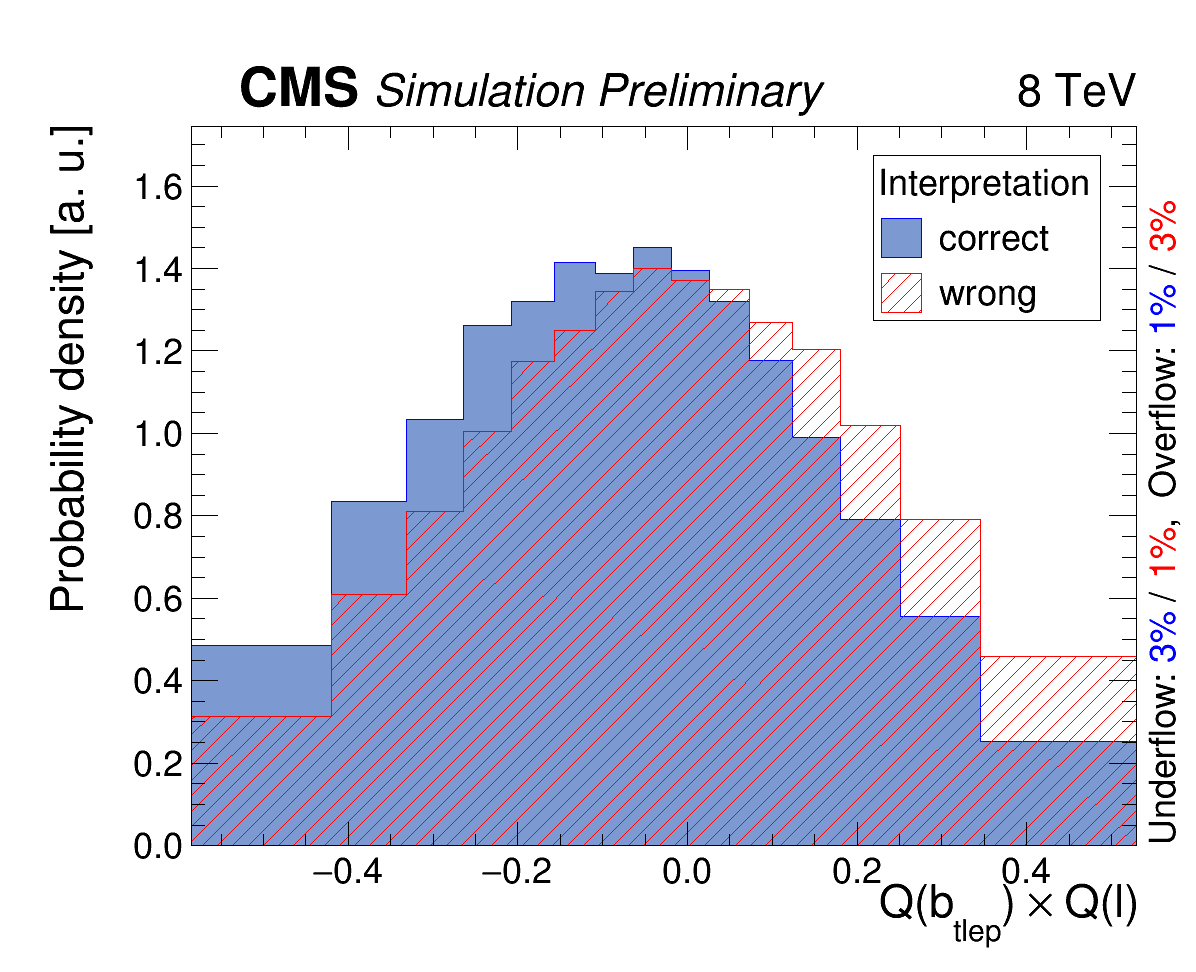 CMS Simulation Preliminary 8 TeV
Probability density [a. u.]
1.6
1.4
1.2
1.0
0.8
0.6
0.4
0.2
0.0
Interpretation
correct
wrong
−0.4 −0.2 0.0 0.2 0.4
Q(b_tlep) × Q(l)
Underflow: 3% / 1%, Overflow: 1% / 3%